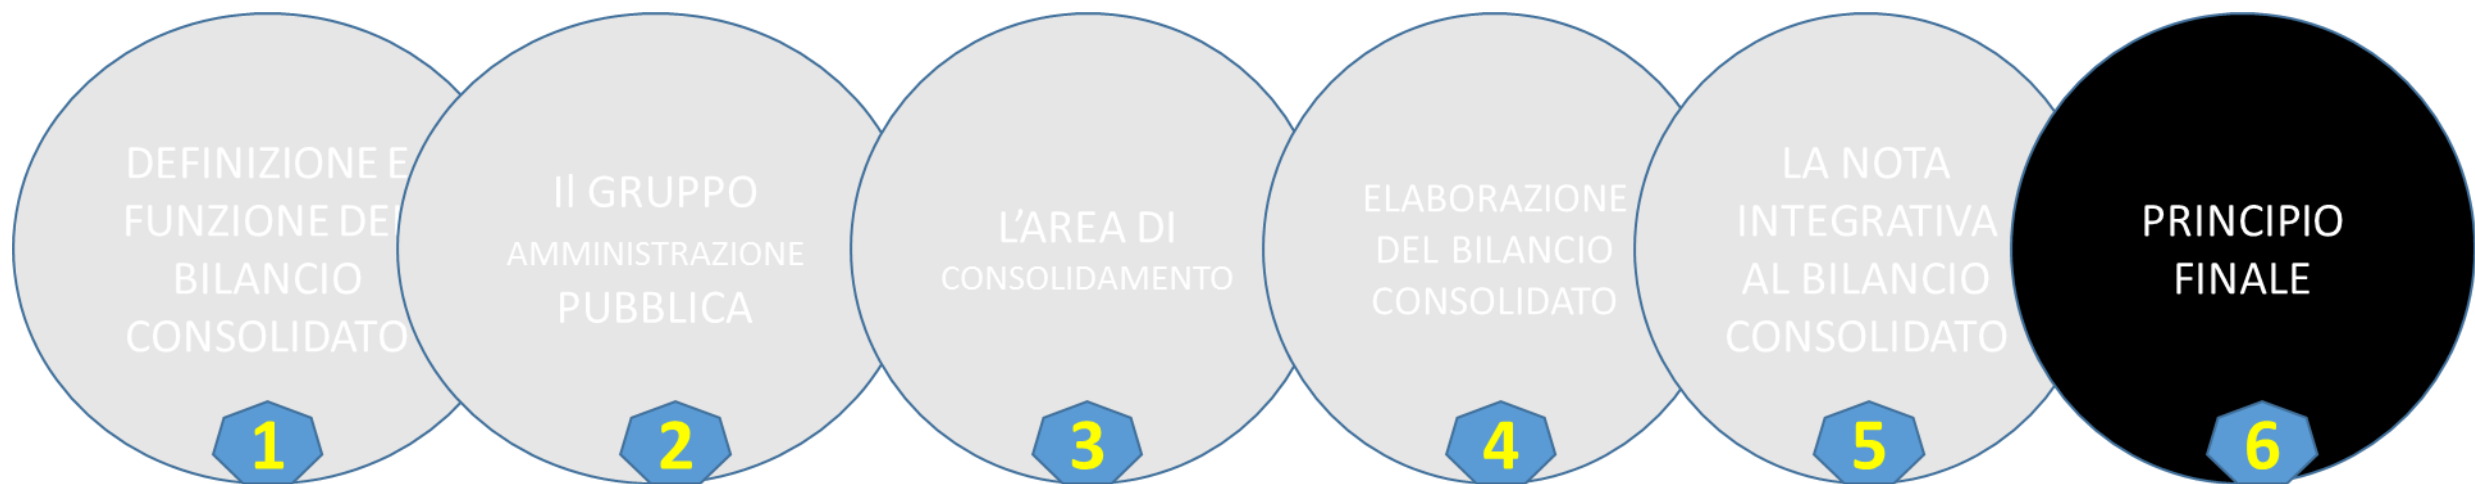 DEFINIZIONE E
FUNZIONE DEL
BILANCIO
CONSOLIDATO
1
Il GRUPPO
AMMINISTRAZIONE
PUBBLICA
2
L'AREA DI
CONSOLIDAMENTO
3
ELABORAZIONE
DEL BILANCIO
CONSOLIDATO
4
LA NOTA
INTEGRATIVA
AL BILANCIO
CONSOLIDATO
5
PRINCIPIO
FINALE
6